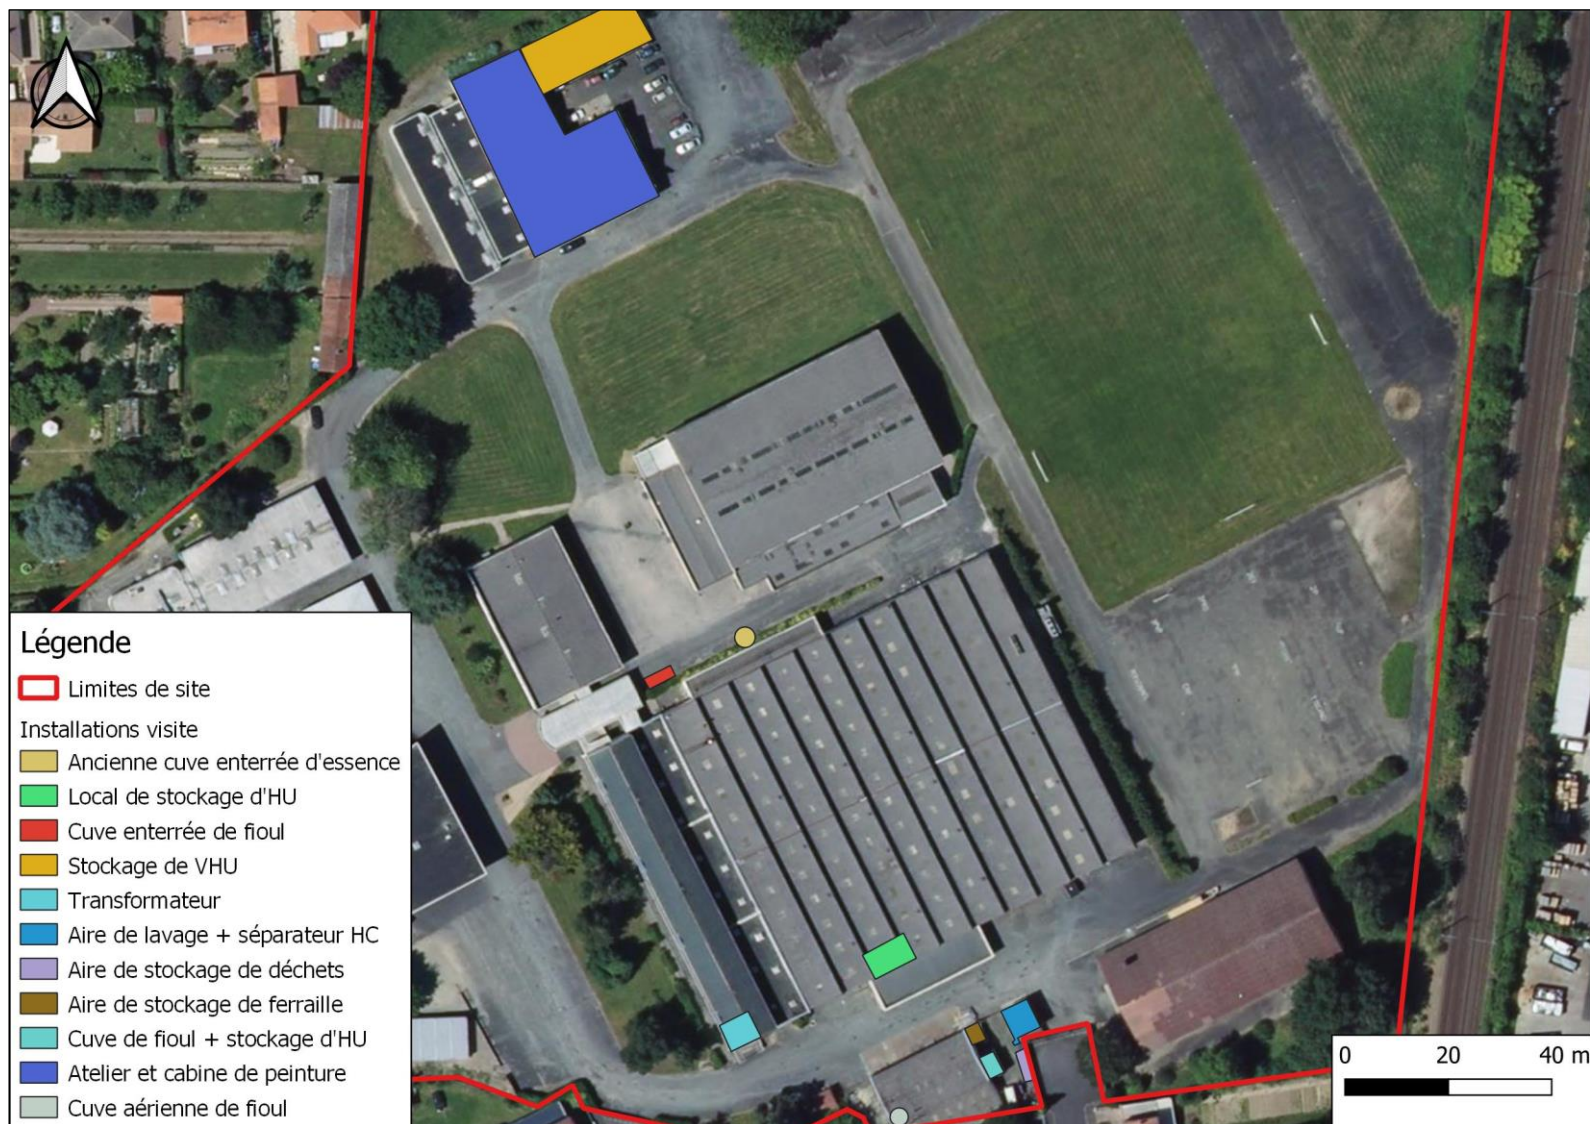 Légende
Limites de site
Installations visite
Ancienne cuve enterrée d'essence
Local de stockage d'HU
Cuve enterrée de fioul
Stockage de VHU
Transformateur
Aire de lavage + séparateur HC
Aire de stockage de déchets
Aire de stockage de ferraille
Cuve de fioul + stockage d'HU
Atelier et cabine de peinture
Cuve aérienne de fioul
0 20 40 m